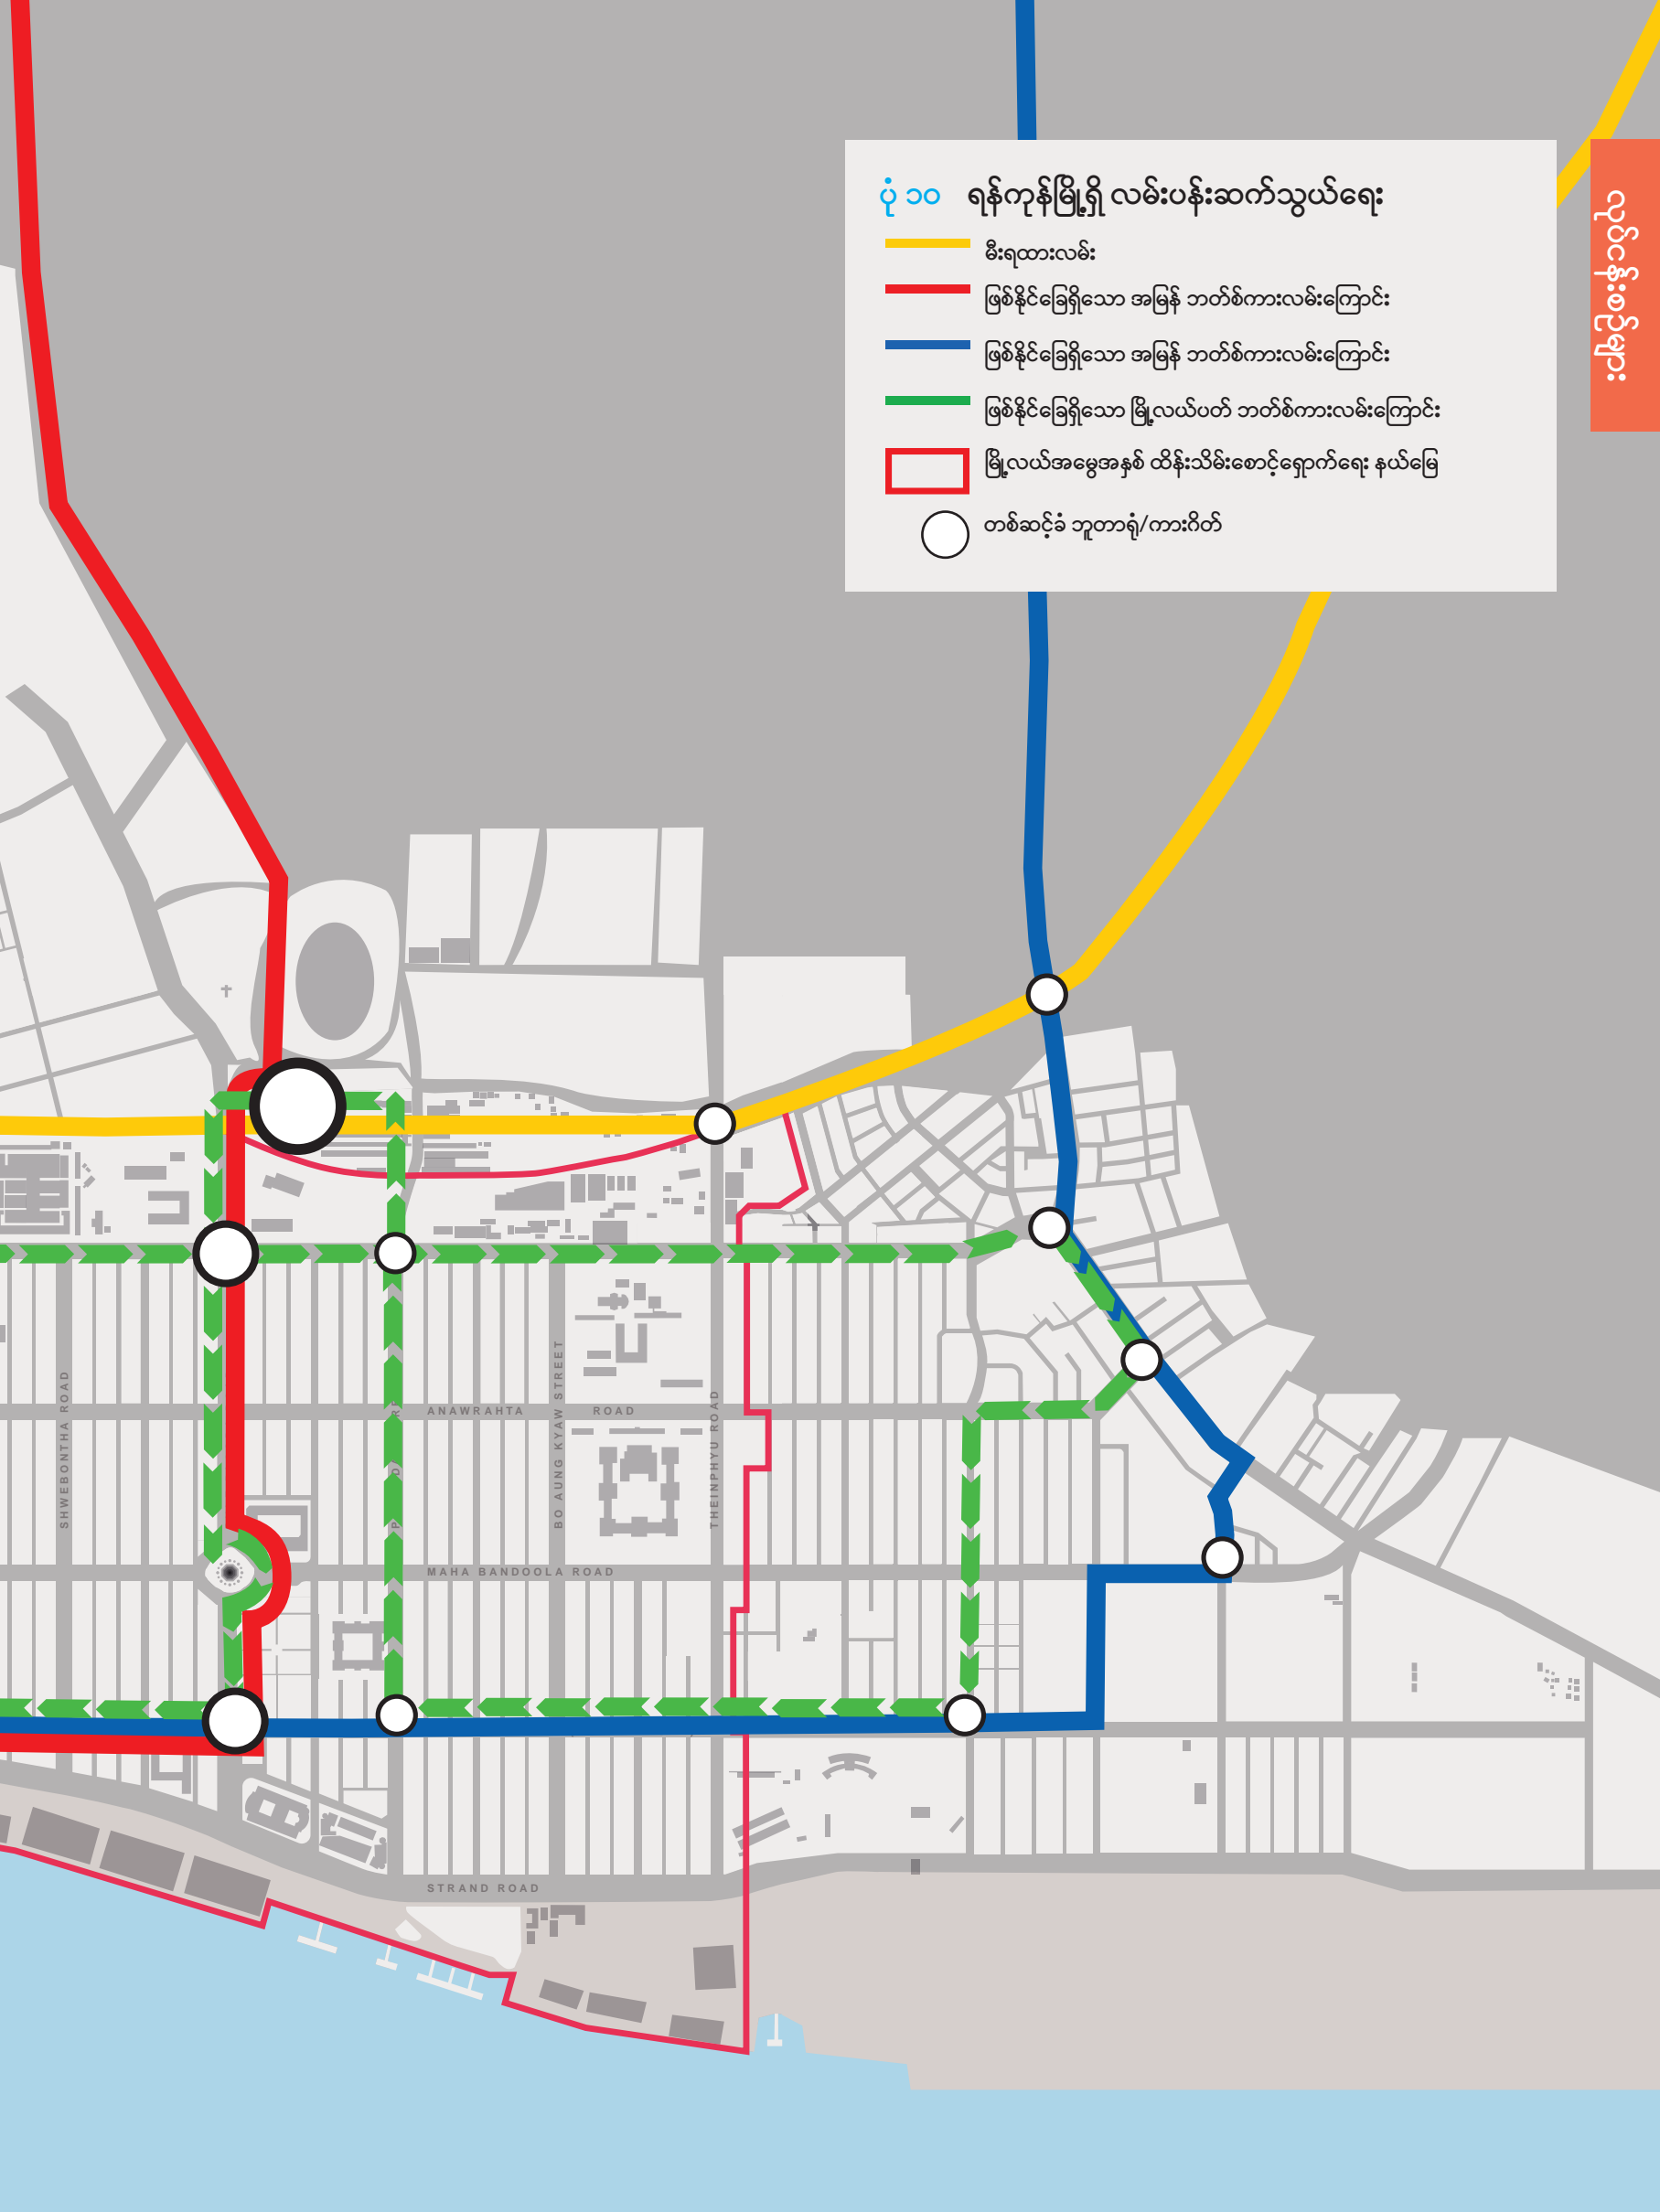 ပုံ ၁၀ ရန်ကုန်မြို့ရှိ လမ်းပန်းဆက်သွယ်ရေး
မီးရထားလမ်း
ဖြစ်နိုင်ခြေရှိသော အမြန် ဘတ်စ်ကားလမ်းကြောင်း
ဖြစ်နိုင်ခြေရှိသော အမြန် ဘတ်စ်ကားလမ်းကြောင်း
ဖြစ်နိုင်ခြေရှိသော မြို့လယ်ပတ် ဘတ်စ်ကားလမ်းကြောင်း
မြို့လယ်အမွေအနှစ် ထိန်းသိမ်းစောင့်ရှောက်ရေး နယ်မြေ
တစ်ဆင့်ခံ ဘူတာရုံ/ကားဂိတ်
SHWEBONTHA ROAD
BO AUNG KYAW STREET
THEINPHYU ROAD
ANAWRAHTA ROAD
MAHA BANDOOLA ROAD
STRAND ROAD